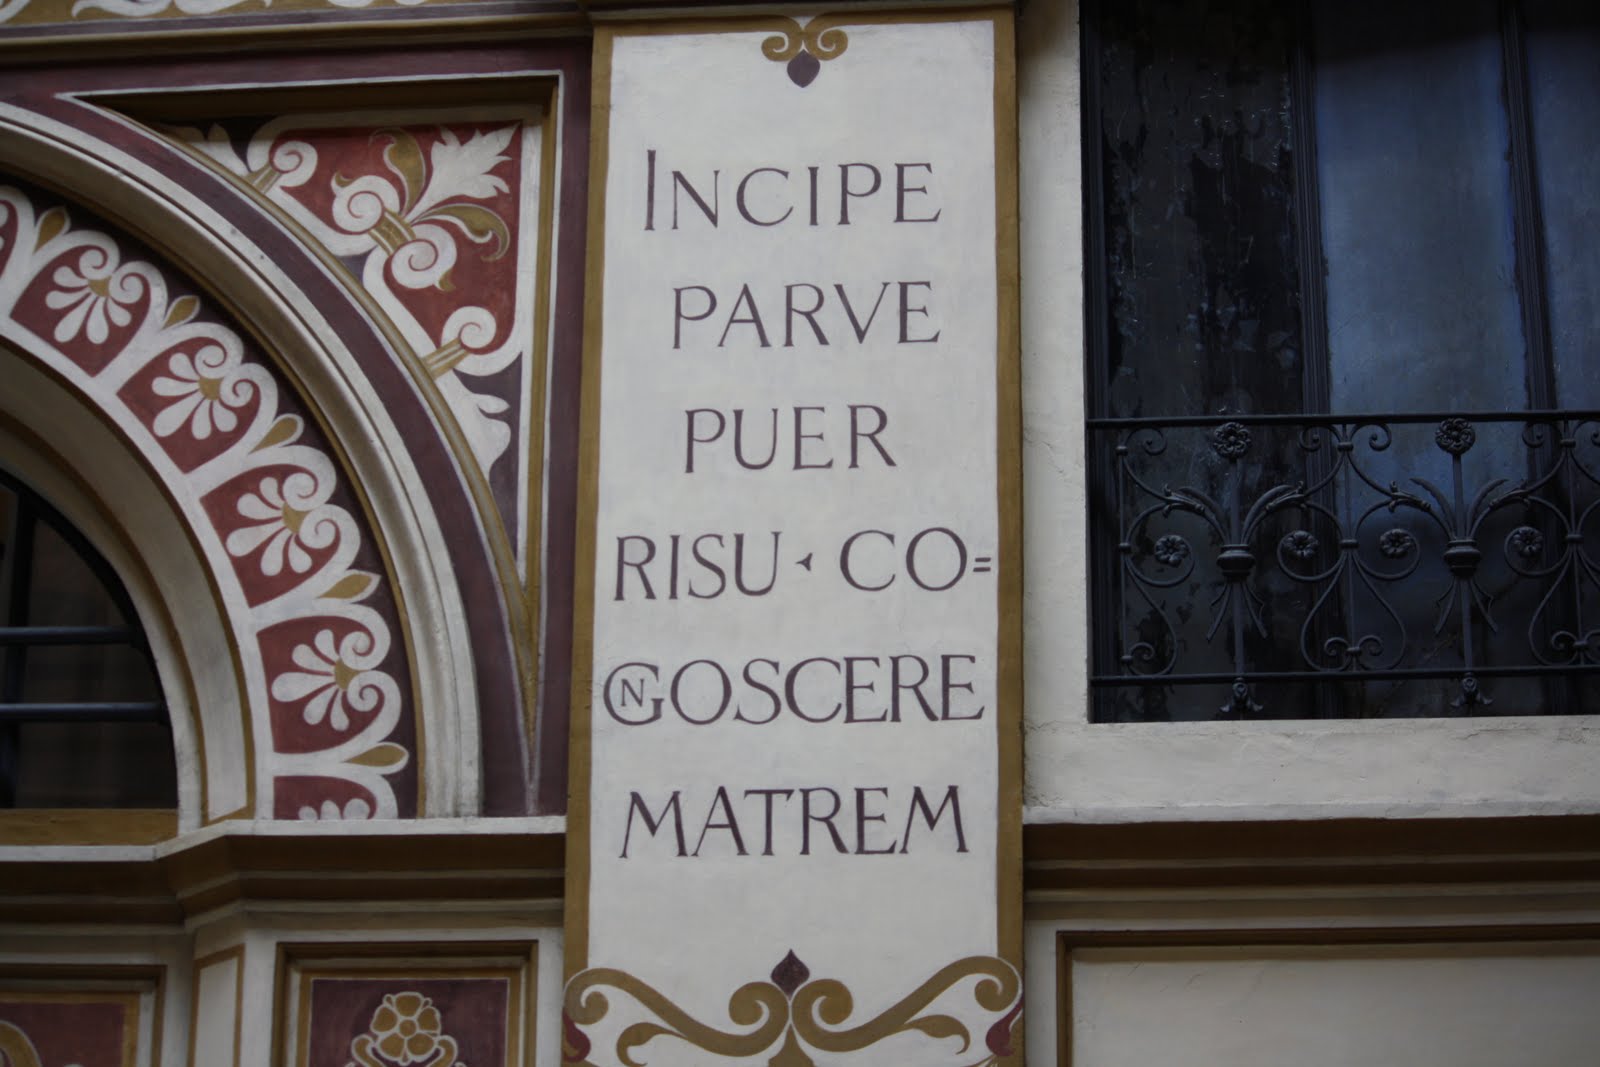 INCIPE
PARVE
PUER
RISU · CO=
GNOSCERE
MATREM